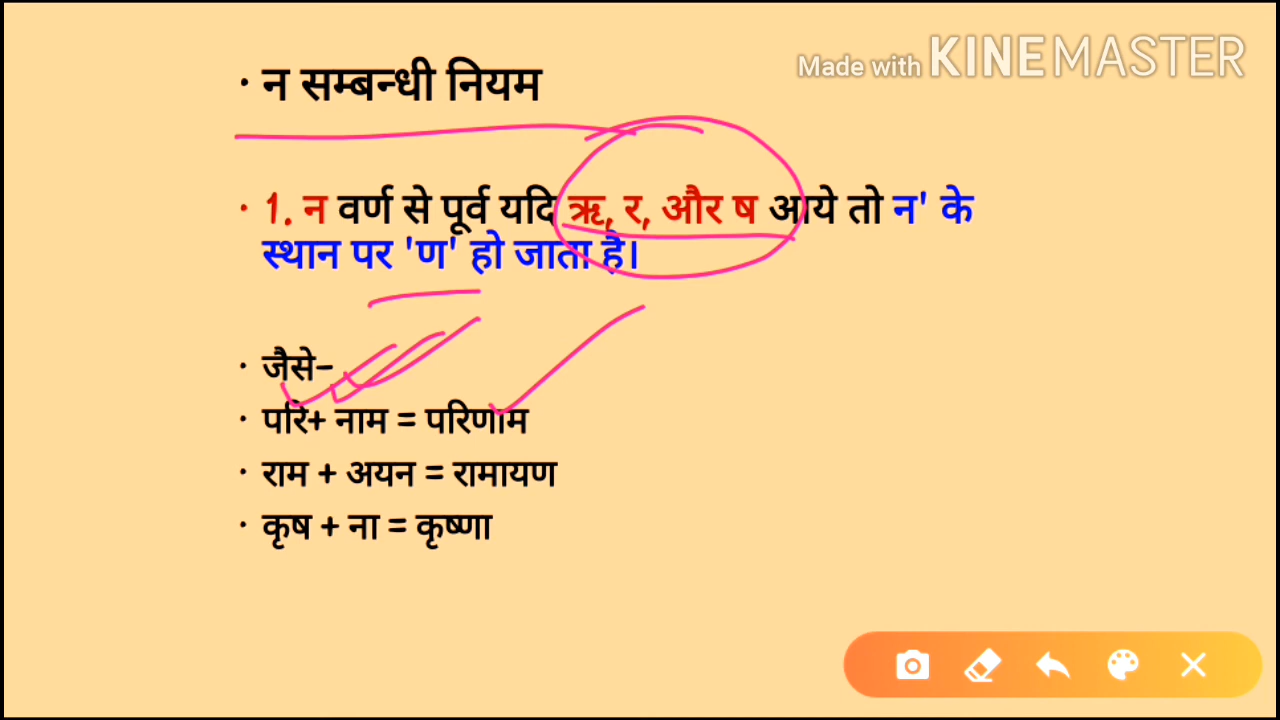 Made with KINEMASTER
• न सम्बन्धी नियम
• 1. न वर्ण से पूर्व यदि ऋ, र, और ष आये तो न' के
स्थान पर 'ण' हो जाता है।
• जैसे-
• परि+ नाम = परिणाम
• राम + अयन = रामायण
• कृष + ना = कृष्णा